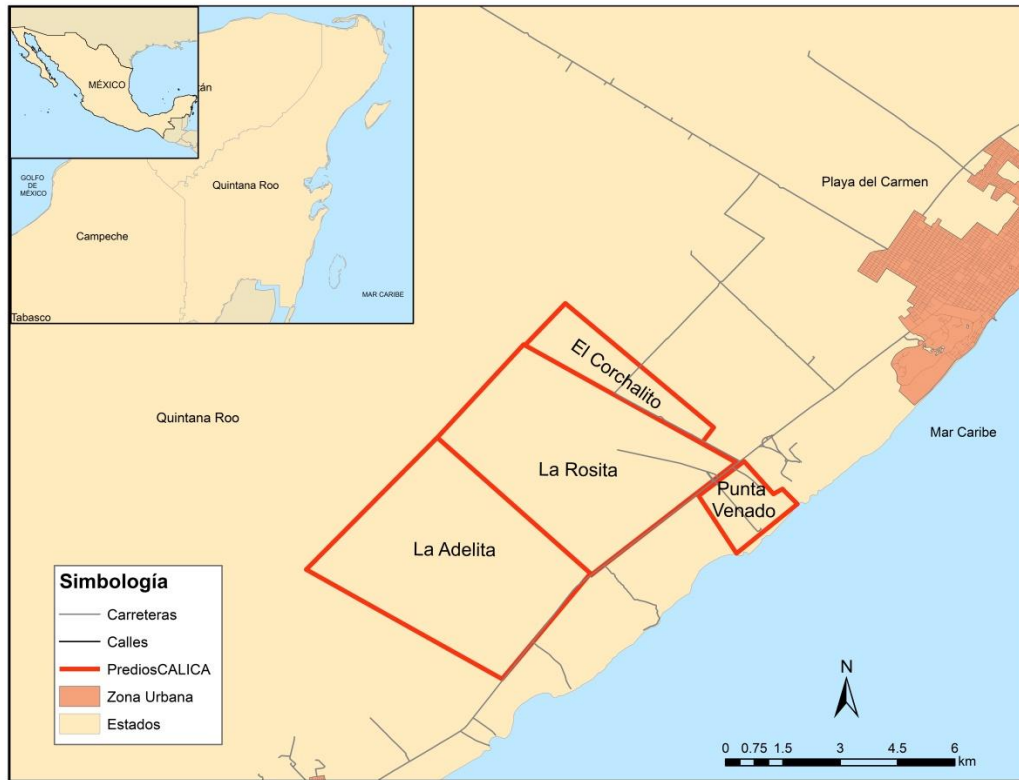 MÉXICO
tán
GOLFO
DE
MÉXICO
Quintana Roo
Campeche
MAR CARIBE
Tabasco
Playa del Carmen
El Corchalito
Quintana Roo
Mar Caribe
La Rosita
Punta
Venado
La Adelita
Simbología
Carreteras
Calles
PrediosCALICA
Zona Urbana
Estados
N
0 0.75 1.5 3 4.5 6
km